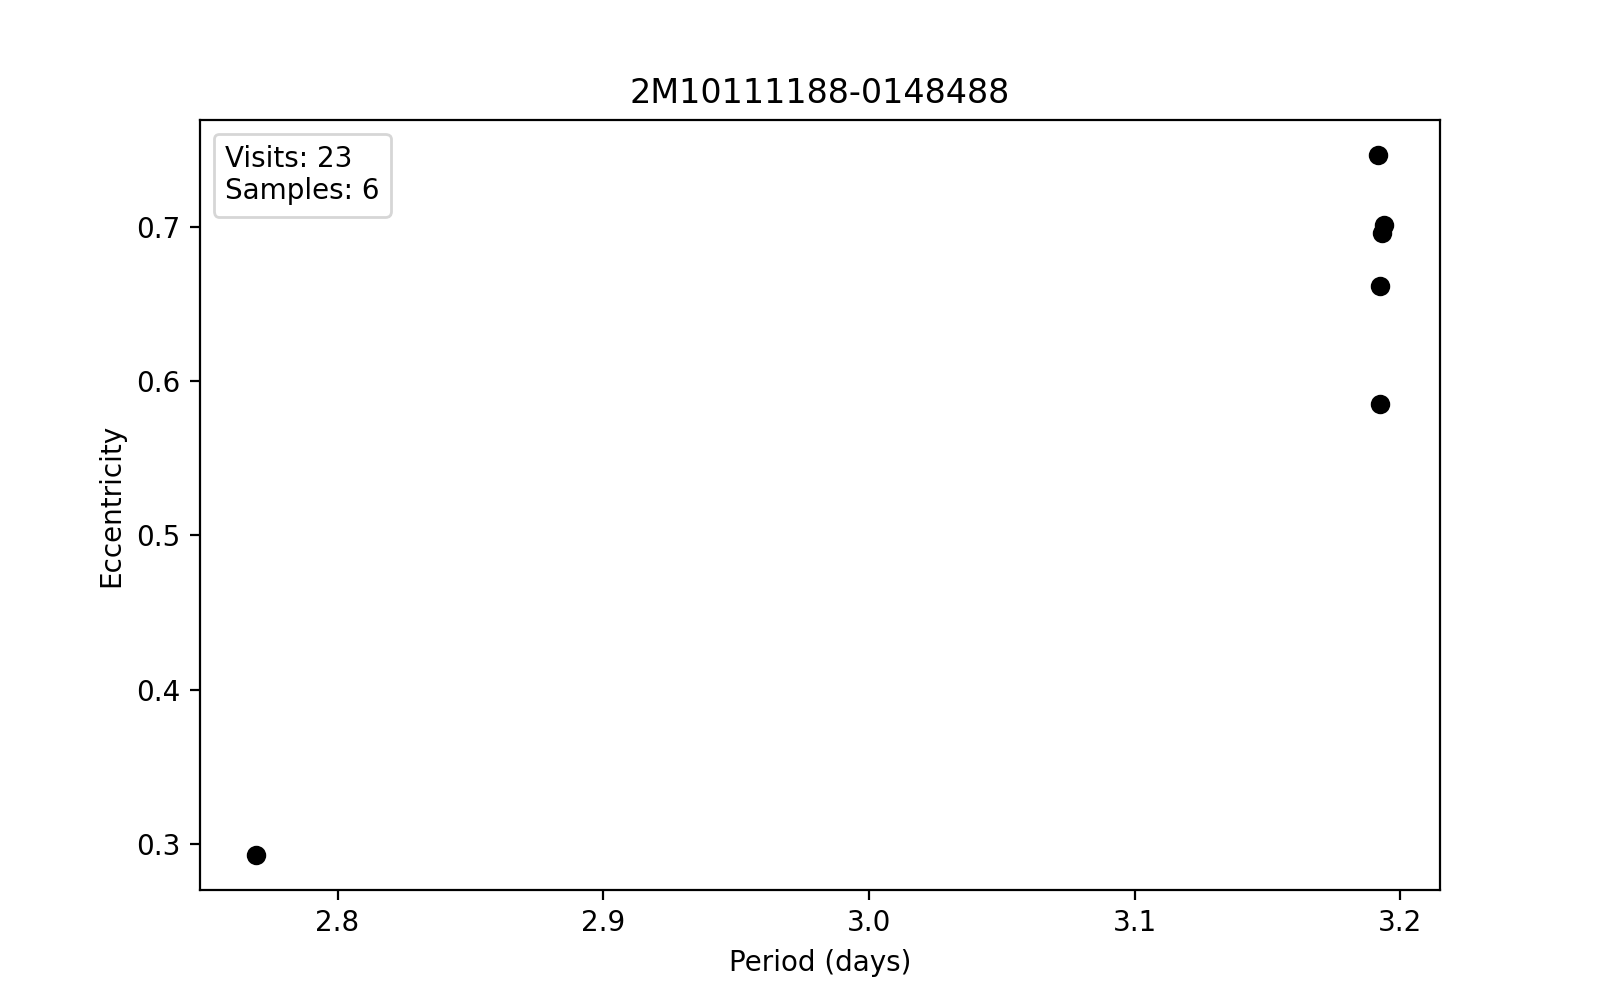 2M10111188-0148488
Visits: 23
Samples: 6
0.7
0.6
0.5
0.4
0.3
Eccentricity
2.8 2.9 3.0 3.1 3.2
Period (days)